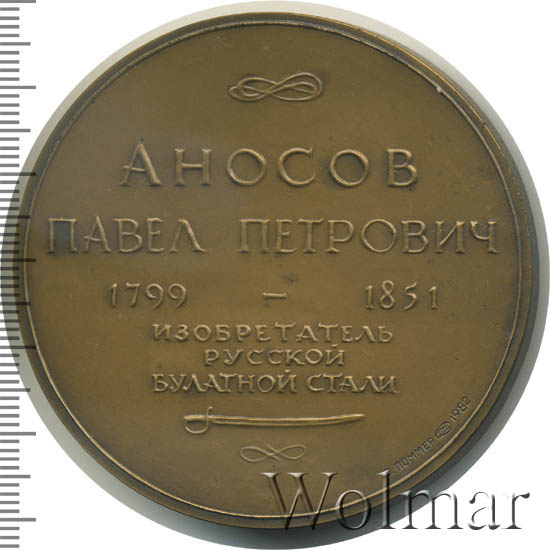 АНОСОВ
ПАВЕЛ ПЕТРОВИЧ
1799 – 1851
ИЗОБРЕТАТЕЛЬ
РУССКОЙ
БУЛАТНОЙ СТАЛИ
ПОММЕР 1982
Wolmar